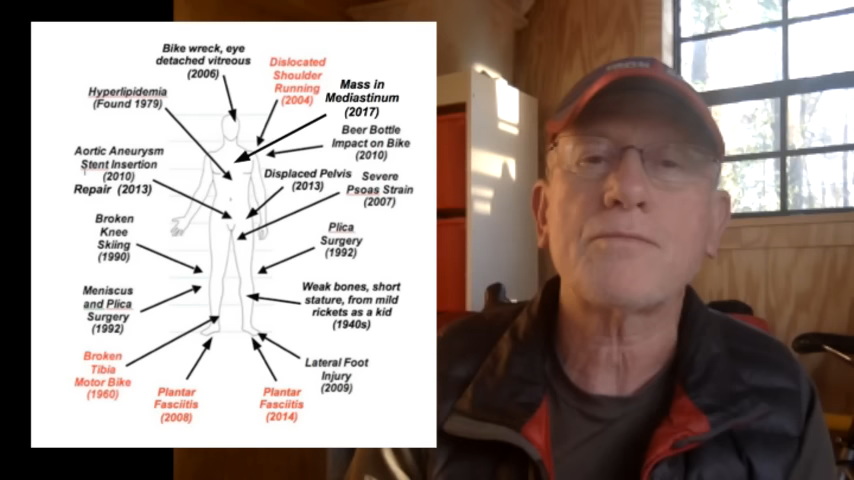 Bike wreck, eye
detached vitreous
(2006)
Dislocated
Shoulder
Running
(2004)
Mass in
Mediastinum
(2017)
Hyperlipidemia
(Found 1979)
Beer Bottle
Impact on Bike
(2010)
Aortic Aneurysm
Stent Insertion
(2010)
Repair (2013)
Displaced Pelvis
(2013)
Severe
Psoas Strain
(2007)
Broken
Knee
Skiing
(1990)
Plica
Surgery
(1992)
Meniscus
and Plica
Surgery
(1992)
Weak bones, short
stature, from mild
rickets as a kid
(1940s)
Broken
Tibia
Motor Bike
(1960)
Plantar
Fasciitis
(2008)
Plantar
Fasciitis
(2014)
Lateral Foot
Injury
(2009)